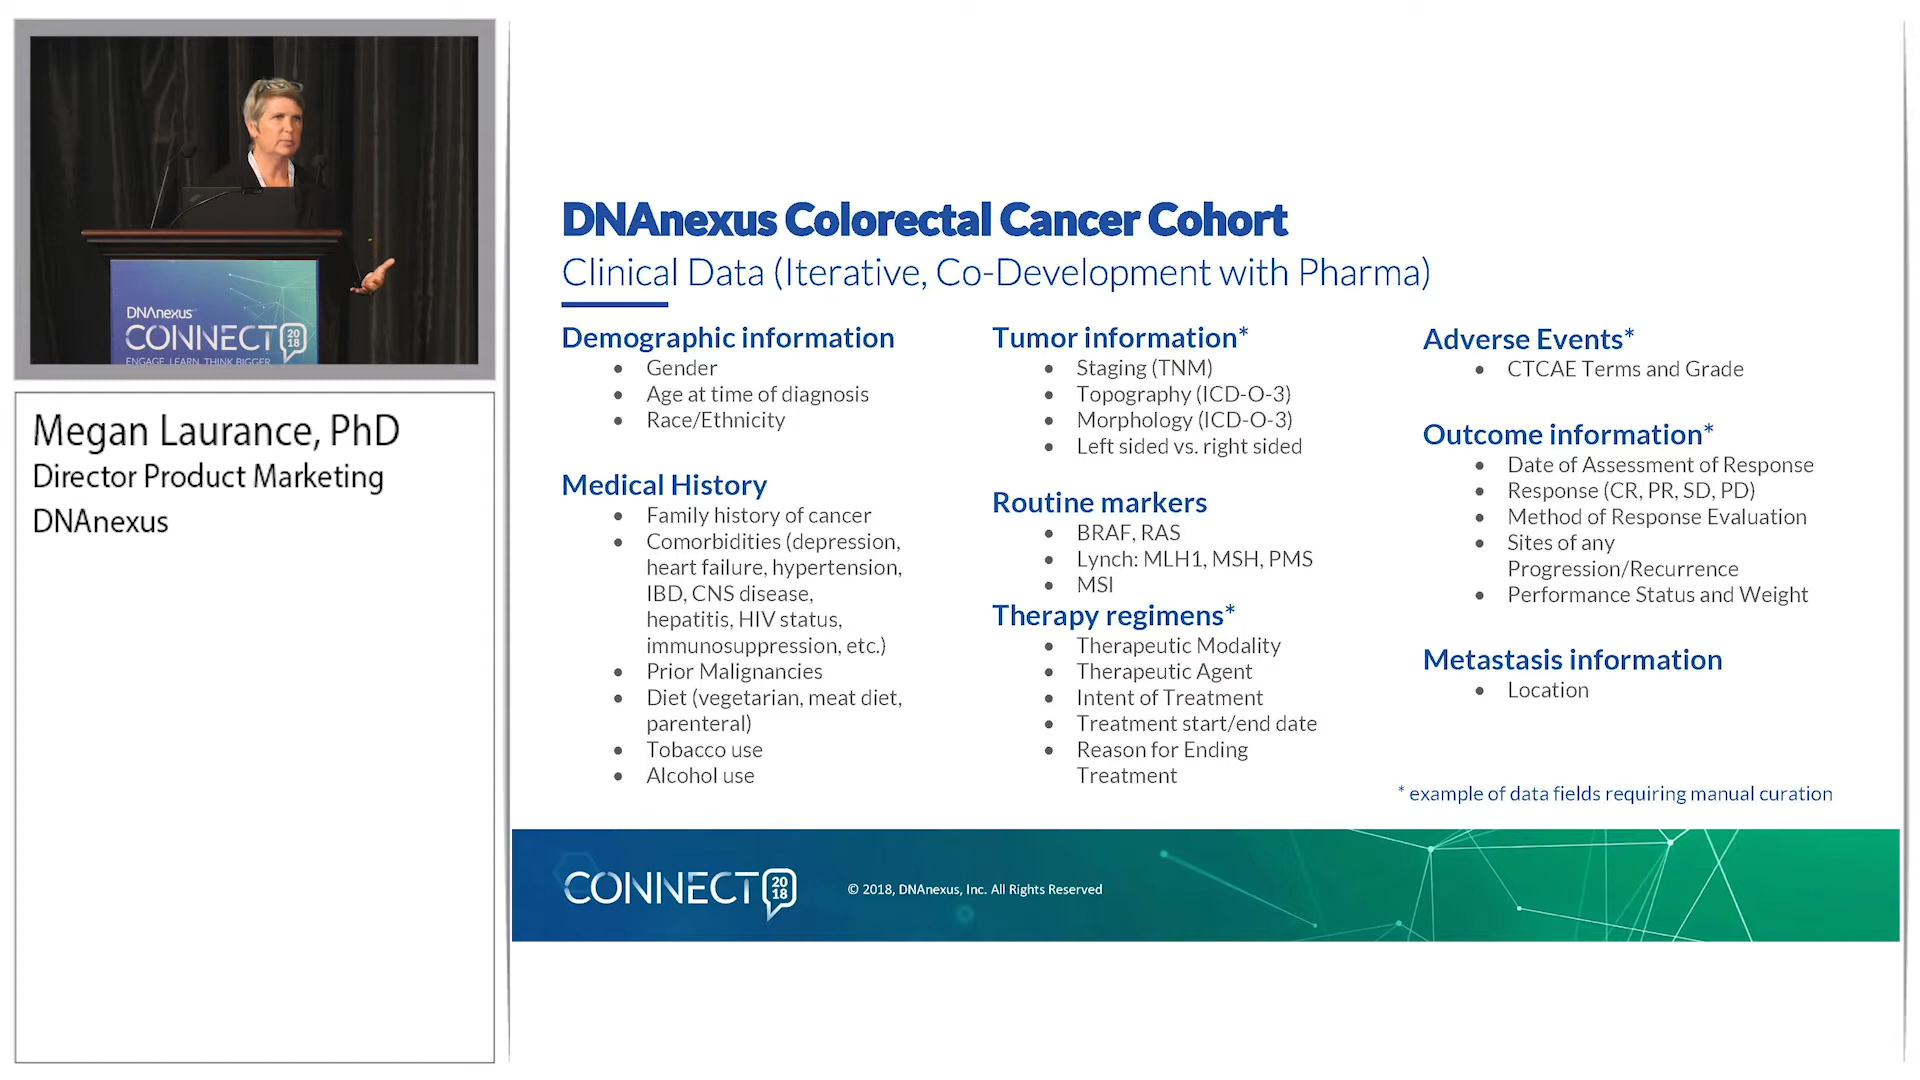 DNAnexus
CONNECT 20
18
ENGAGE. LEARN. THINK BIGGER
Megan Laurance, PhD
Director Product Marketing
DNAnexus
DNAnexus Colorectal Cancer Cohort
Clinical Data (Iterative, Co-Development with Pharma)
Demographic information
• Gender
• Age at time of diagnosis
• Race/Ethnicity
Medical History
• Family history of cancer
• Comorbidities (depression,
heart failure, hypertension,
IBD, CNS disease,
hepatitis, HIV status,
immunosuppression, etc.)
• Prior Malignancies
• Diet (vegetarian, meat diet,
parenteral)
• Tobacco use
• Alcohol use
Tumor information*
• Staging (TNM)
• Topography (ICD-O-3)
• Morphology (ICD-O-3)
• Left sided vs. right sided
Routine markers
• BRAF, RAS
• Lynch: MLH1, MSH, PMS
• MSI
Therapy regimens*
• Therapeutic Modality
• Therapeutic Agent
• Intent of Treatment
• Treatment start/end date
• Reason for Ending
Treatment
Adverse Events*
• CTCAE Terms and Grade
Outcome information*
• Date of Assessment of Response
• Response (CR, PR, SD, PD)
• Method of Response Evaluation
• Sites of any
Progression/Recurrence
• Performance Status and Weight
Metastasis information
• Location
* example of data fields requiring manual curation
CONNECT 20
18
© 2018, DNAnexus, Inc. All Rights Reserved